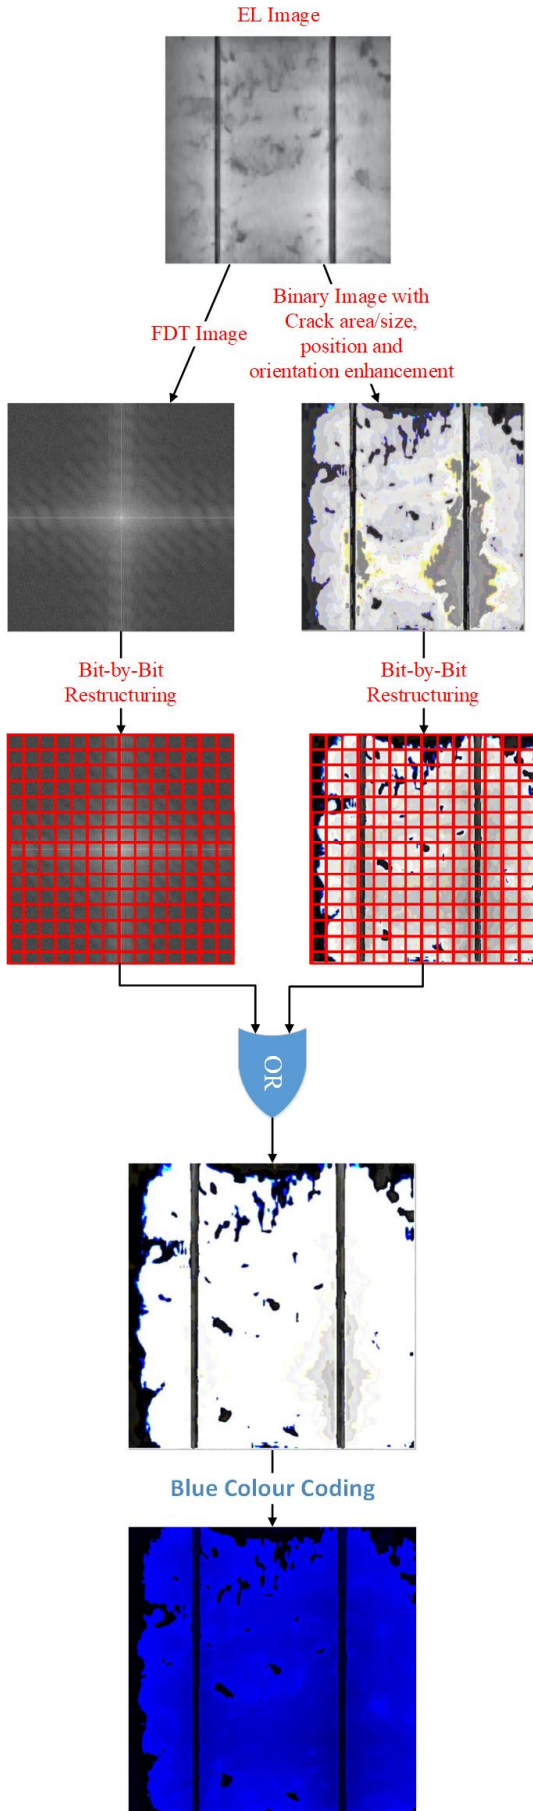 EL Image
FDT Image
Binary Image with
Crack area/size,
position and
orientation enhancement
Bit-by-Bit
Restructuring
Bit-by-Bit
Restructuring
OR
Blue Colour Coding